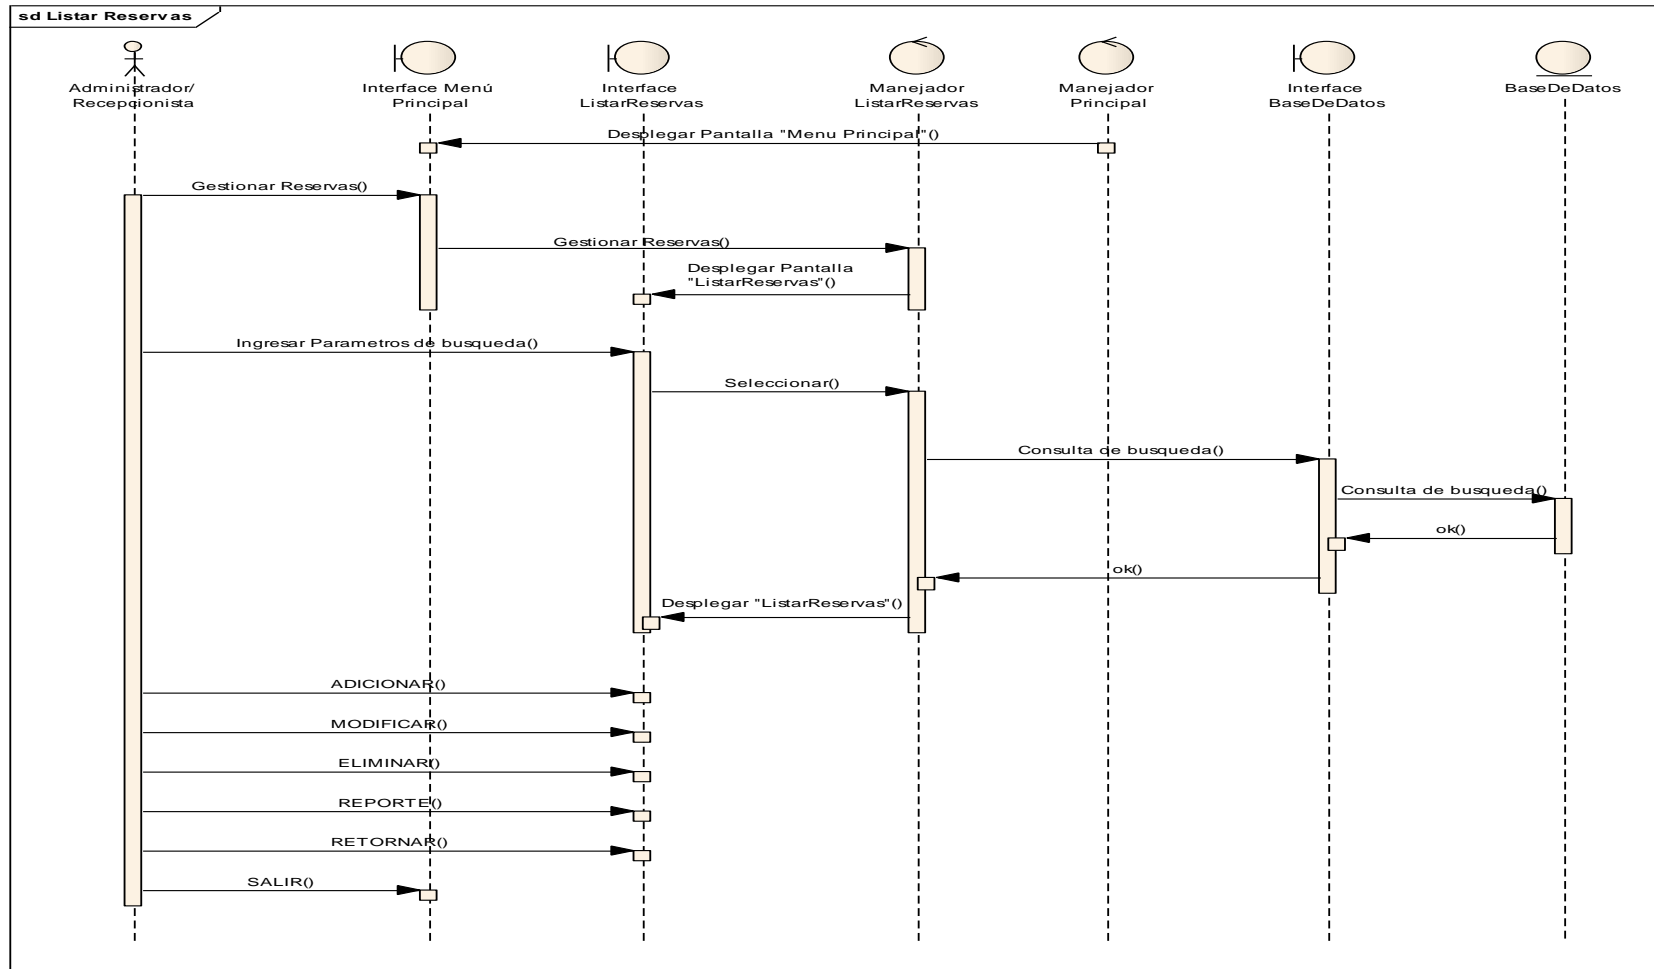 sd Listar Reservas
Administrador/
Recepcionista
Interface Menú
Principal
Interface
ListarReservas
Manejador
ListarReservas
Manejador
Principal
Interface
BaseDeDatos
BaseDeDatos
Desplegar Pantalla "Menu Principal"()
Gestionar Reservas()
Gestionar Reservas()
Desplegar Pantalla
"ListarReservas"()
Ingresar Parametros de busqueda()
Seleccionar()
Consulta de busqueda()
Consulta de busqueda()
ok()
ok()
Desplegar "ListarReservas"()
ADICIONAR()
MODIFICAR()
ELIMINAR()
REPORTE()
RETORNAR()
SALIR()